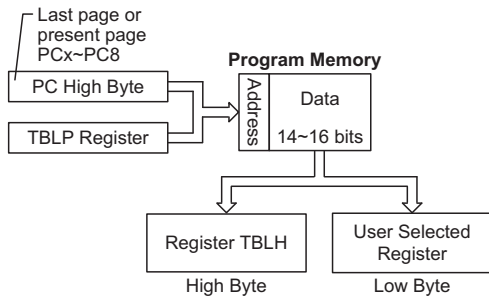 Last page or
present page
PCx~PC8
Program Memory
PC High Byte
TBLP Register
Address
Data
14~16 bits
Register TBLH
User Selected
Register
High Byte
Low Byte